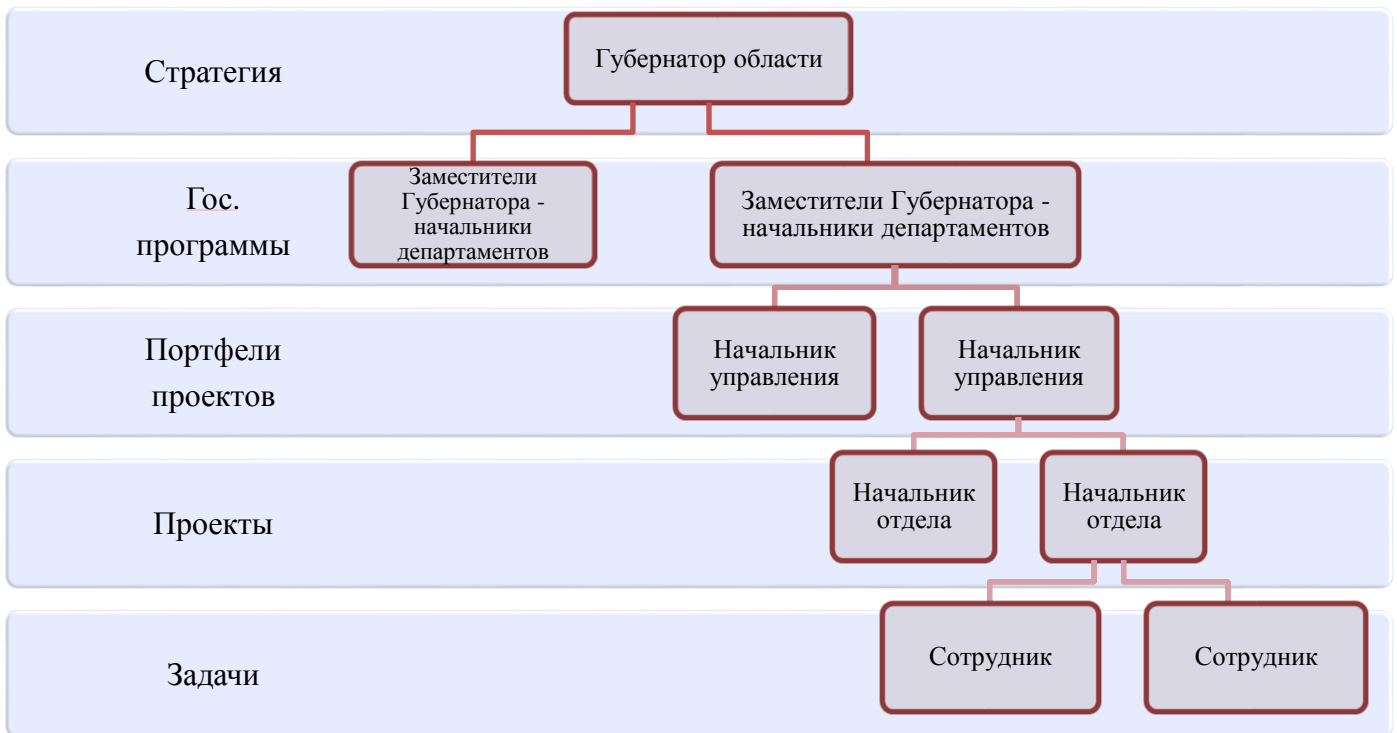 Стратегия
Губернатор области
Гос.
программы
Заместители
Губернатора -
начальники
департаментов
Заместители Губернатора -
начальники департаментов
Портфели
проектов
Начальник
управления
Начальник
управления
Проекты
Начальник
отдела
Начальник
отдела
Задачи
Сотрудник
Сотрудник